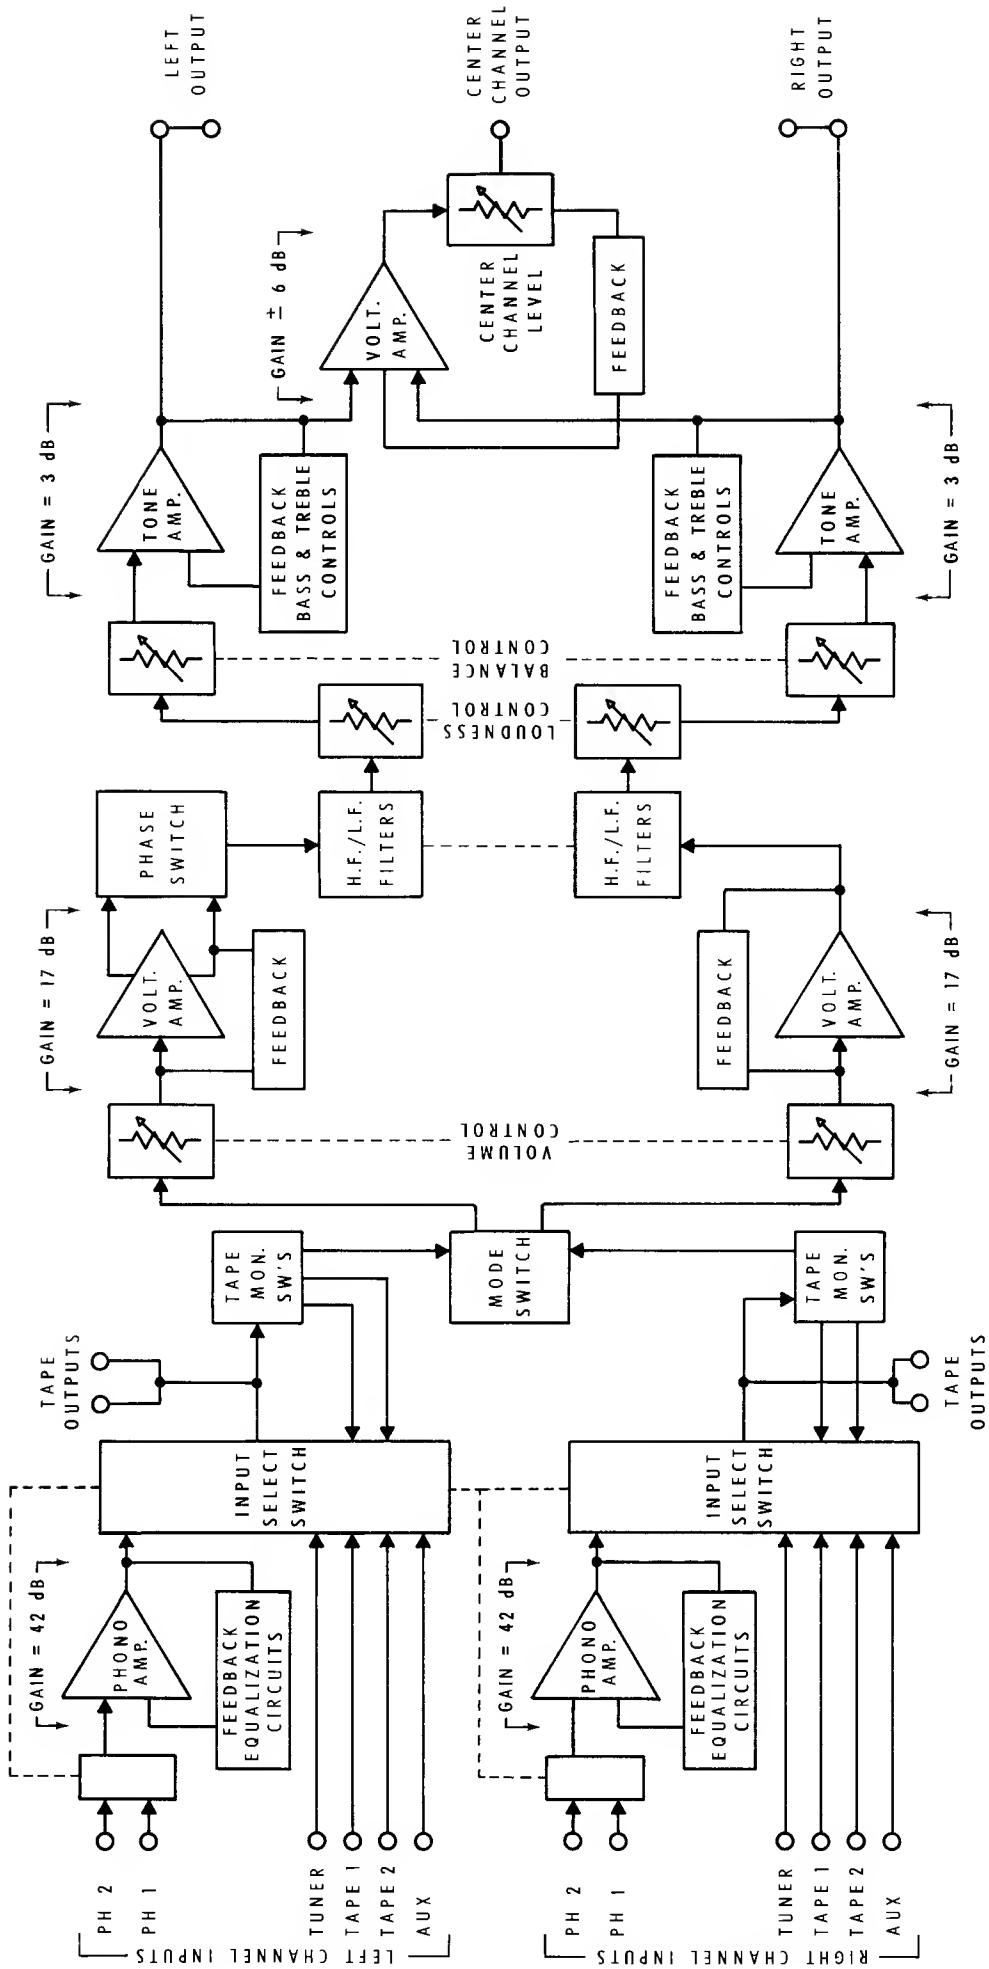 LEFT CHANNEL INPUTS
PH 2
PH 1
TUNER
TAPE 1
TAPE 2
AUX
GAIN = 42 dB
PHONO
AMP.
FEEDBACK
EQUALIZATION
CIRCUITS
INPUT
SELECT
SWITCH
TAPE
OUTPUTS
TAPE
MON.
SW'S
RIGHT CHANNEL INPUTS
PH 2
PH 1
TUNER
TAPE 1
TAPE 2
AUX
GAIN = 42 dB
PHONO
AMP.
FEEDBACK
EQUALIZATION
CIRCUITS
INPUT
SELECT
SWITCH
TAPE
OUTPUTS
TAPE
MON.
SW'S
MODE
SWITCH
VOLUME
CONTROL
GAIN = 17 dB
VOLT.
AMP.
FEEDBACK
PHASE
SWITCH
FEEDBACK
VOLT.
AMP.
GAIN = 17 dB
H.F./L.F.
FILTERS
H.F./L.F.
FILTERS
LOUDNESS
CONTROL
BALANCE
CONTROL
GAIN = 3 dB
TONE
AMP.
FEEDBACK
BASS & TREBLE
CONTROLS
FEEDBACK
BASS & TREBLE
CONTROLS
TONE
AMP.
GAIN = 3 dB
GAIN ± 6 dB
VOLT.
AMP.
CENTER
CHANNEL
LEVEL
FEEDBACK
LEFT
OUTPUT
CENTER
CHANNEL
OUTPUT
RIGHT
OUTPUT